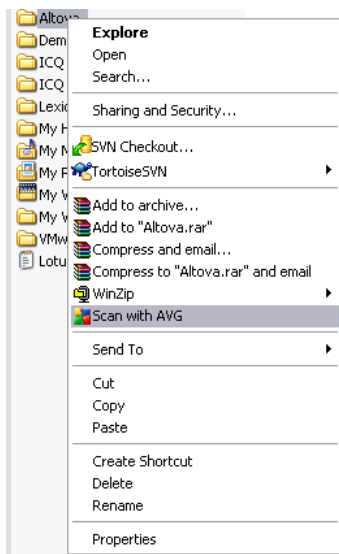 Altova
Explore
Dem
Open
ICQ
Search...
ICQ
Lexic
Sharing and Security...
My
My
SVN Checkout...
My
TortoiseSVN
My
My
Add to archive...
VMw
Add to "Altova.rar"
Lotu
Compress and email...
Compress to "Altova.rar" and email
WinZip
Scan with AVG
Send To
Cut
Copy
Paste
Create Shortcut
Delete
Rename
Properties